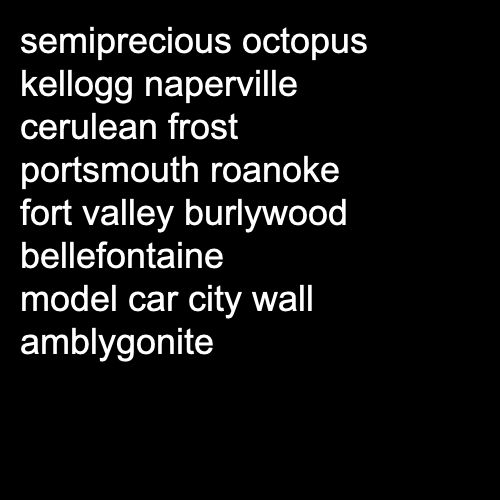 semiprecious octopus
kellogg naperville
cerulean frost
portsmouth roanoke
fort valley burlywood
bellefontaine
model car city wall
amblygonite